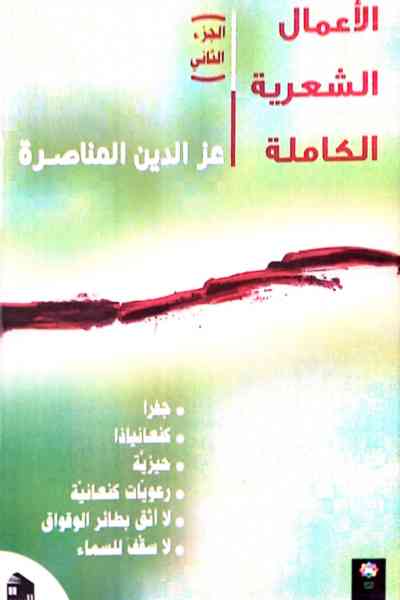 الأعمال
الشعرية
الكاملة
(الجزء
الثاني)
عز الدين المناصرة
• جفرا
• كنعانياذا
• حيزيّة
• رعويّات كنعانيّة
• لا أثق بطائر الوقواق
• لا سقفَ للسماء